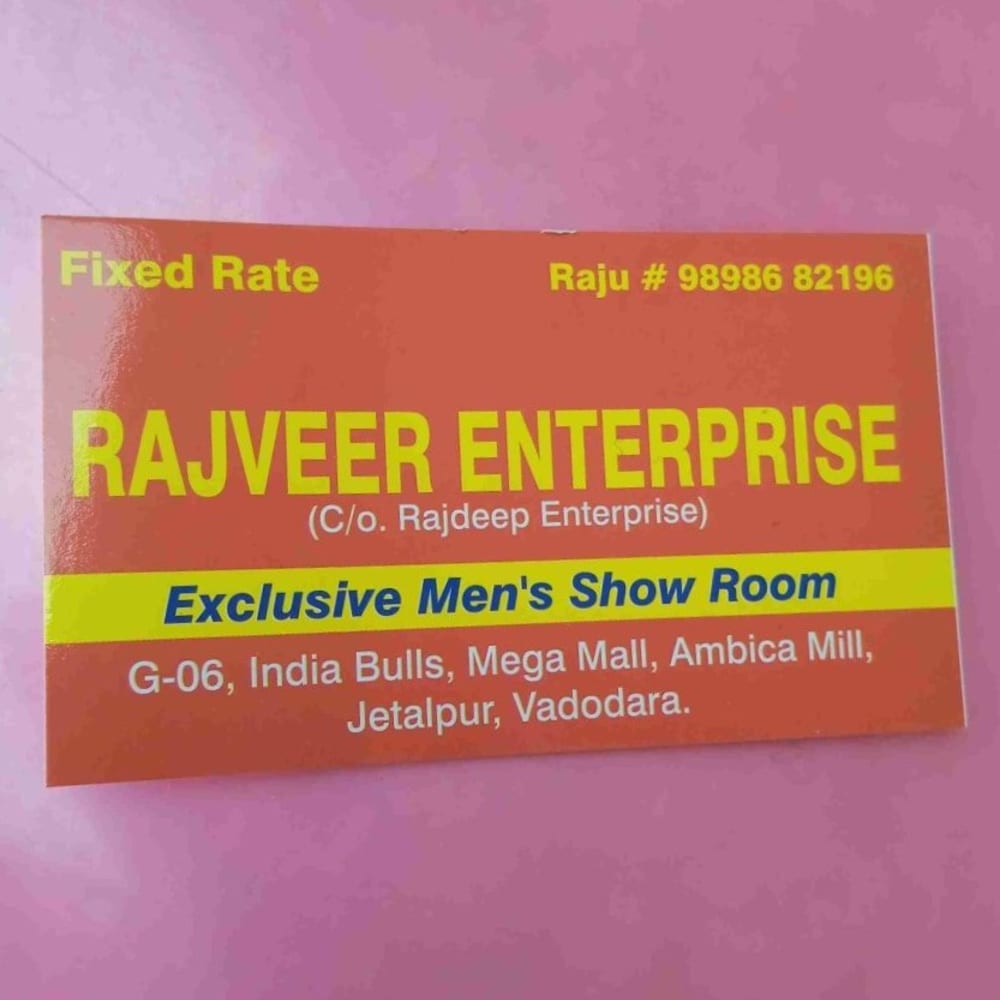 Fixed Rate
Raju # 98986 82196
RAJVEER ENTERPRISE
(C/o. Rajdeep Enterprise)
Exclusive Men's Show Room
G-06, India Bulls, Mega Mall, Ambica Mill,
Jetalpur, Vadodara.